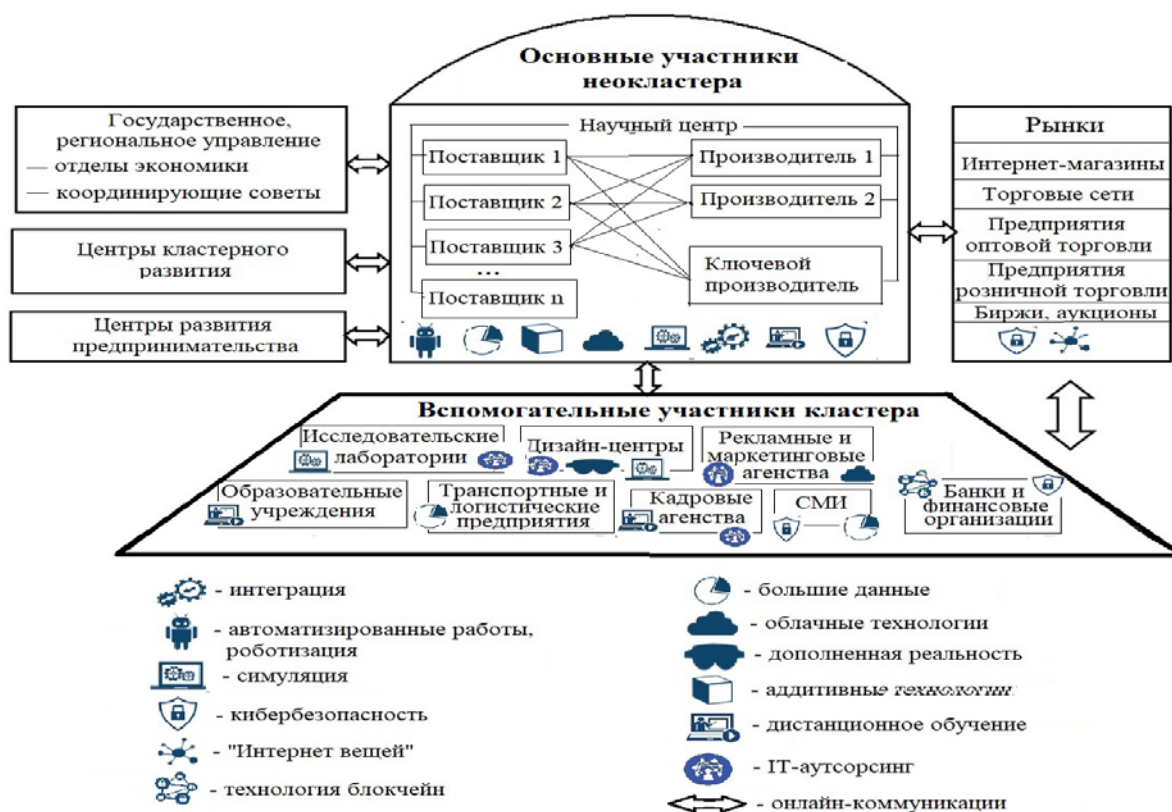 Основные участники
неокластера
Государственное,
региональное управление
— отделы экономики
— координирующие советы
Центры кластерного
развития
Центры развития
предпринимательства
Научный центр
Поставщик 1
Поставщик 2
Поставщик 3
...
Поставщик n
Производитель 1
Производитель 2
Ключевой
производитель
Рынки
Интернет-магазины
Торговые сети
Предприятия
оптовой торговли
Предприятия
розничной торговли
Биржи, аукционы
Вспомогательные участники кластера
Исследовательские
лаборатории
Дизайн-центры
Рекламные и
маркетинговые
агенства
Образовательные
учреждения
Транспортные и
логистические
предприятия
Кадровые
агенства
СМИ
Банки и
финансовые
организации
- интеграция
- автоматизированные работы,
роботизация
- симуляция
- кибербезопасность
- "Интернет вещей"
- технология блокчейн
- большие данные
- облачные технологии
- дополненная реальность
- аддитивные технологии
- дистанционное обучение
- IT-аутсорсинг
- онлайн-коммуникации